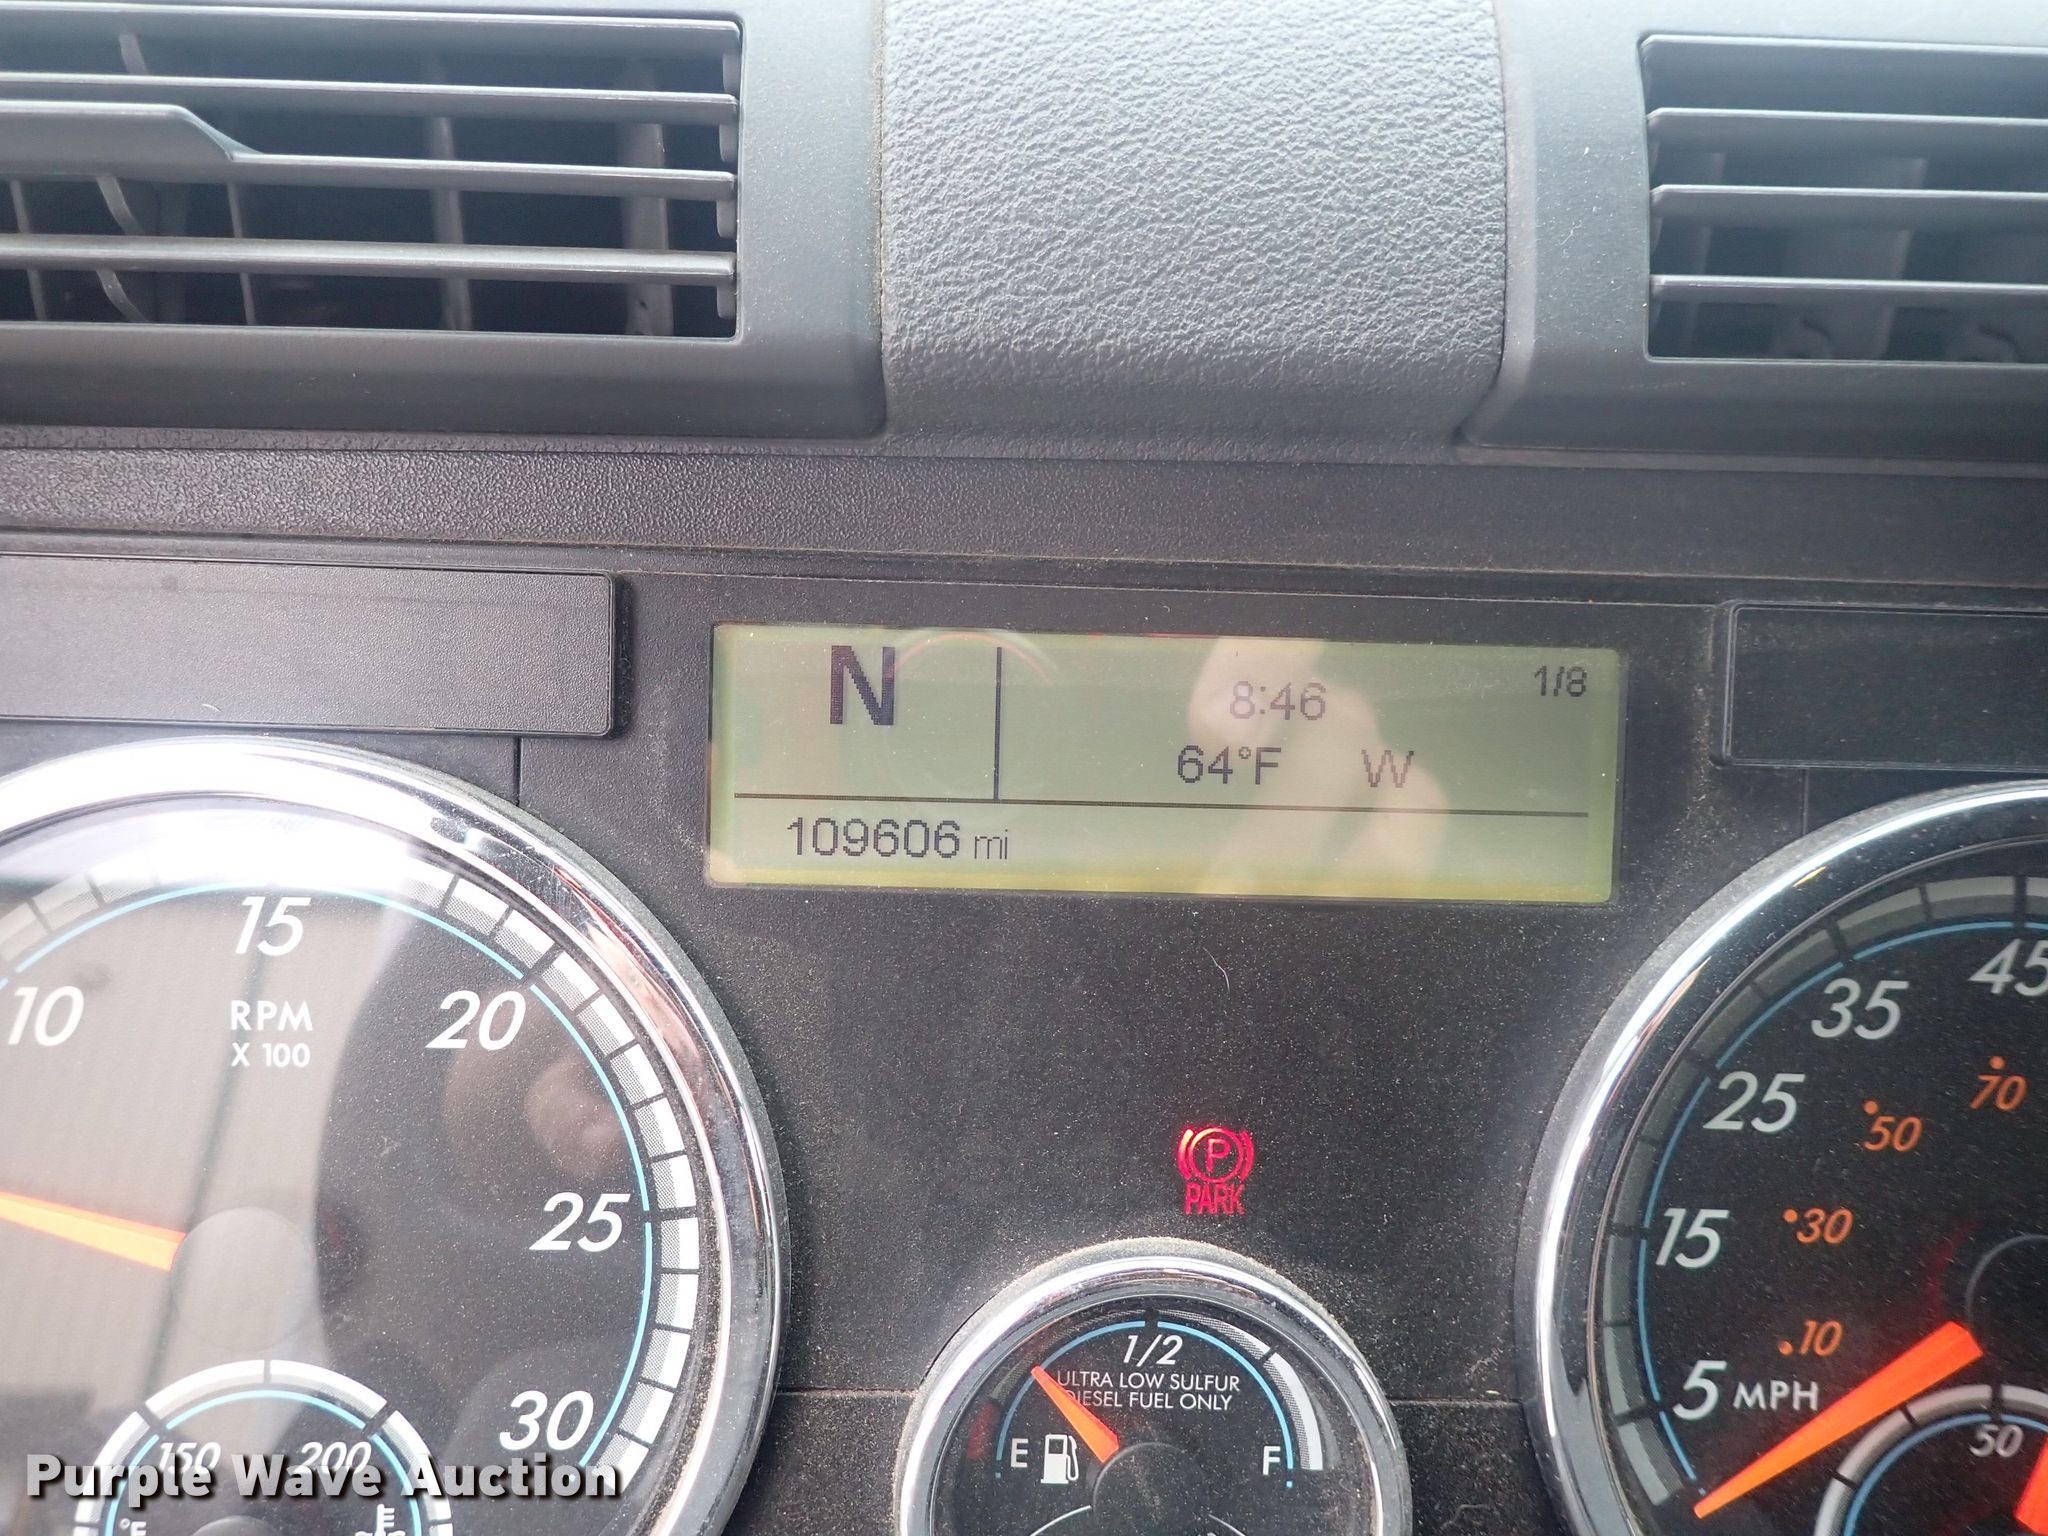 N
8:46
1/8
64°F W
109606 mi
15
10
20
RPM
X 100
25
30
150 200
°F
P
PARK
1/2
ULTRA LOW SULFUR
DIESEL FUEL ONLY
E F
45
35
70
25
50
15
30
10
5 MPH
50
Purple Wave Auction